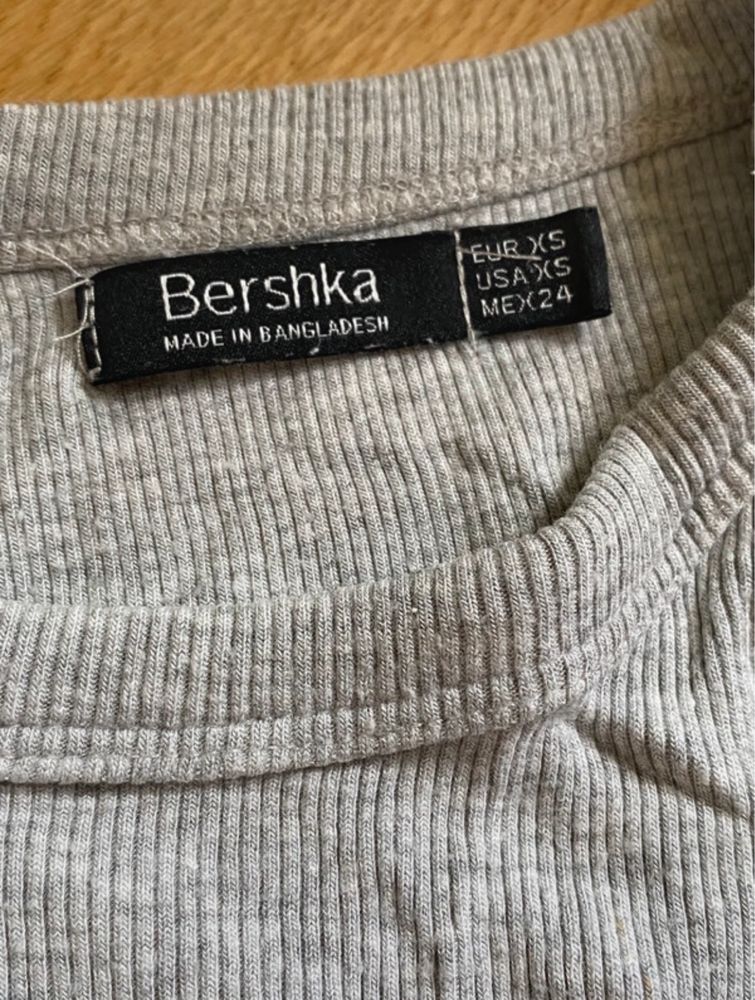 Bershka
MADE IN BANGLADESH
EUR XS
USA XS
MEX 24